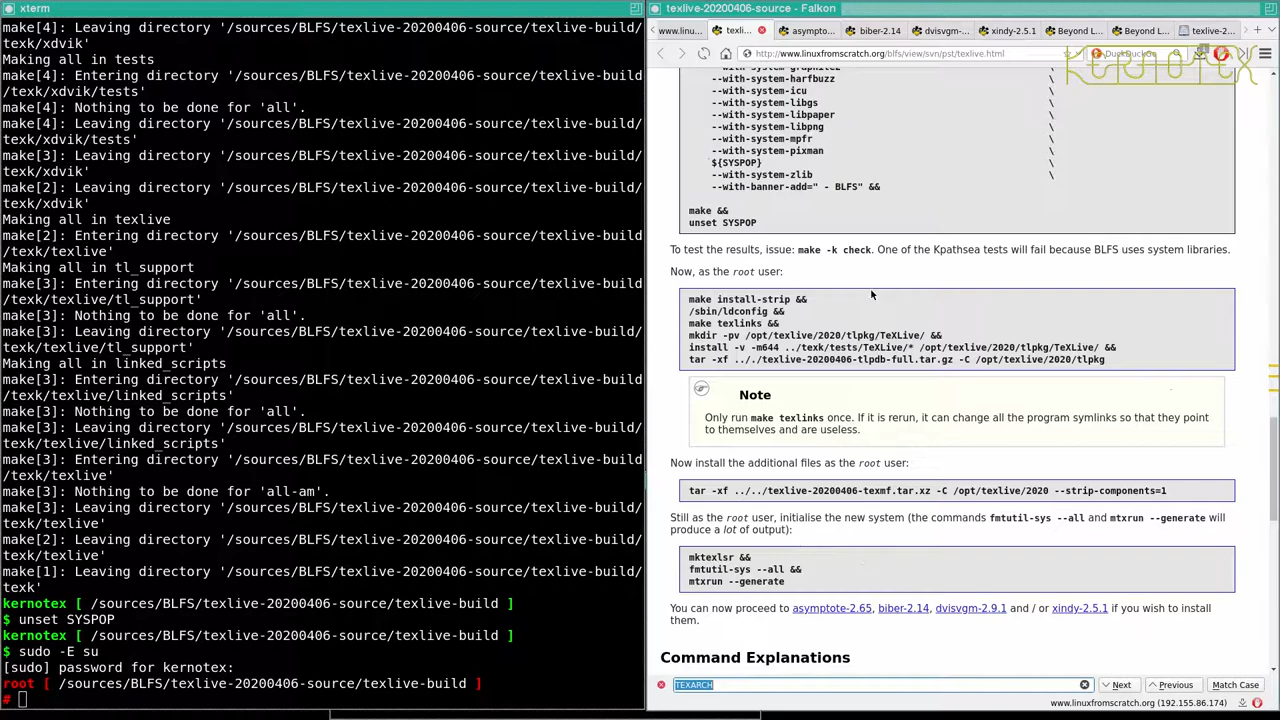 xterm
make[4]: Leaving directory '/sources/BLFS/texlive-20200406-source/texlive-build/
texk/xdvik'
Making all in tests
make[4]: Entering directory '/sources/BLFS/texlive-20200406-source/texlive-build
/texk/xdvik/tests'
make[4]: Nothing to be done for 'all'.
make[4]: Leaving directory '/sources/BLFS/texlive-20200406-source/texlive-build/
texk/xdvik/tests'
make[3]: Leaving directory '/sources/BLFS/texlive-20200406-source/texlive-build/
texk/xdvik'
make[2]: Leaving directory '/sources/BLFS/texlive-20200406-source/texlive-build/
texk/xdvik'
Making all in texlive
make[2]: Entering directory '/sources/BLFS/texlive-20200406-source/texlive-build
/texk/texlive'
Making all in tl_support
make[3]: Entering directory '/sources/BLFS/texlive-20200406-source/texlive-build
/texk/texlive/tl_support'
make[3]: Nothing to be done for 'all'.
make[3]: Leaving directory '/sources/BLFS/texlive-20200406-source/texlive-build/
texk/texlive/tl_support'
Making all in linked_scripts
make[3]: Entering directory '/sources/BLFS/texlive-20200406-source/texlive-build
/texk/texlive/linked_scripts'
make[3]: Nothing to be done for 'all'.
make[3]: Leaving directory '/sources/BLFS/texlive-20200406-source/texlive-build/
texk/texlive/linked_scripts'
make[3]: Entering directory '/sources/BLFS/texlive-20200406-source/texlive-build
/texk/texlive'
make[3]: Nothing to be done for 'all-am'.
make[3]: Leaving directory '/sources/BLFS/texlive-20200406-source/texlive-build/
texk/texlive'
make[2]: Leaving directory '/sources/BLFS/texlive-20200406-source/texlive-build/
texk/texlive'
make[1]: Leaving directory '/sources/BLFS/texlive-20200406-source/texlive-build/
texk'
kernotex [ /sources/BLFS/texlive-20200406-source/texlive-build ]
$ unset SYSPOP
kernotex [ /sources/BLFS/texlive-20200406-source/texlive-build ]
$ sudo -E su
[sudo] password for kernotex:
root [ /sources/BLFS/texlive-20200406-source/texlive-build ]
#
texlive-20200406-source - Falkon
www.linu... texli... asympto... biber-2.14 dvisvgm-... xindy-2.5.1 Beyond L... Beyond L... texlive-2...
http://www.linuxfromscratch.org/blfs/view/svn/pst/texlive.html
DuckDuckGo
KERNOTEX
--with-system-graphite2 \
--with-system-harfbuzz \
--with-system-icu \
--with-system-libgs \
--with-system-libpaper \
--with-system-libpng \
--with-system-mpfr \
--with-system-pixman \
${SYSPOP} \
--with-system-zlib \
--with-banner-add=" - BLFS" &&
make &&
unset SYSPOP
To test the results, issue: make -k check. One of the Kpathsea tests will fail because BLFS uses system libraries.
Now, as the root user:
make install-strip &&
/sbin/ldconfig &&
make texlinks &&
mkdir -pv /opt/texlive/2020/tlpkg/TeXLive/ &&
install -v -m644 ../texk/tests/TeXLive/* /opt/texlive/2020/tlpkg/TeXLive/ &&
tar -xf ../../texlive-20200406-tlpdb-full.tar.gz -C /opt/texlive/2020/tlpkg
Note
Only run make texlinks once. If it is rerun, it can change all the program symlinks so that they point
to themselves and are useless.
Now install the additional files as the root user:
tar -xf ../../texlive-20200406-texmf.tar.xz -C /opt/texlive/2020 --strip-components=1
Still as the root user, initialise the new system (the commands fmtutil-sys --all and mtxrun --generate will
produce a lot of output):
mktexlsr &&
fmtutil-sys --all &&
mtxrun --generate
You can now proceed to asymptote-2.65, biber-2.14, dvisvgm-2.9.1 and / or xindy-2.5.1 if you wish to install
them.
Command Explanations
TEXARCH
Next Previous Match Case
www.linuxfromscratch.org (192.155.86.174)